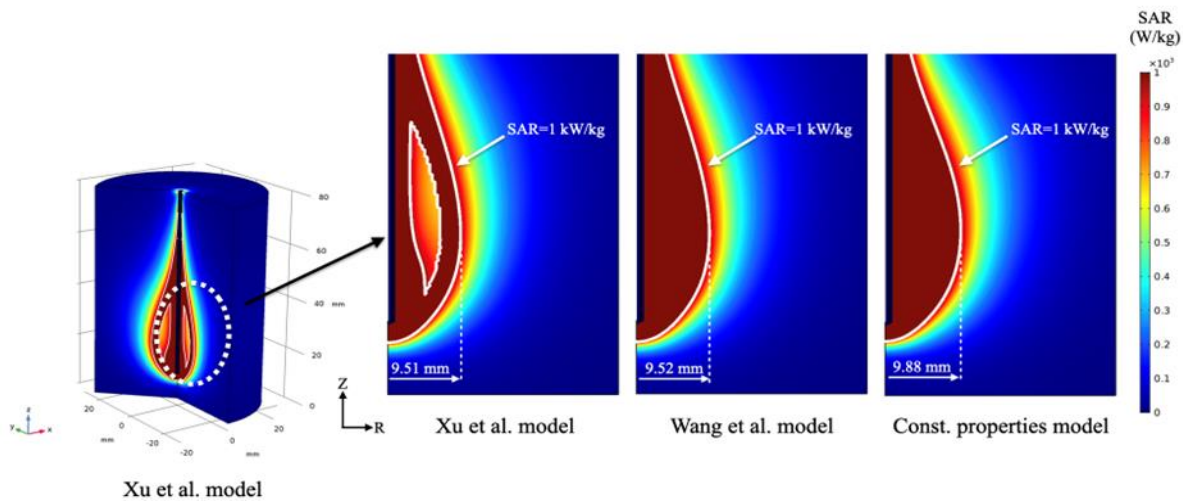 SAR
(W/kg)
×10³
1
0.9
0.8
0.7
0.6
0.5
0.4
0.3
0.2
0.1
0
SAR=1 kW/kg
SAR=1 kW/kg
SAR=1 kW/kg
80
60
40 mm
20
0
20
0
mm
-20
-20
0
mm
20
z
y
x
Z
R
9.51 mm
9.52 mm
9.88 mm
Xu et al. model
Wang et al. model
Const. properties model
Xu et al. model